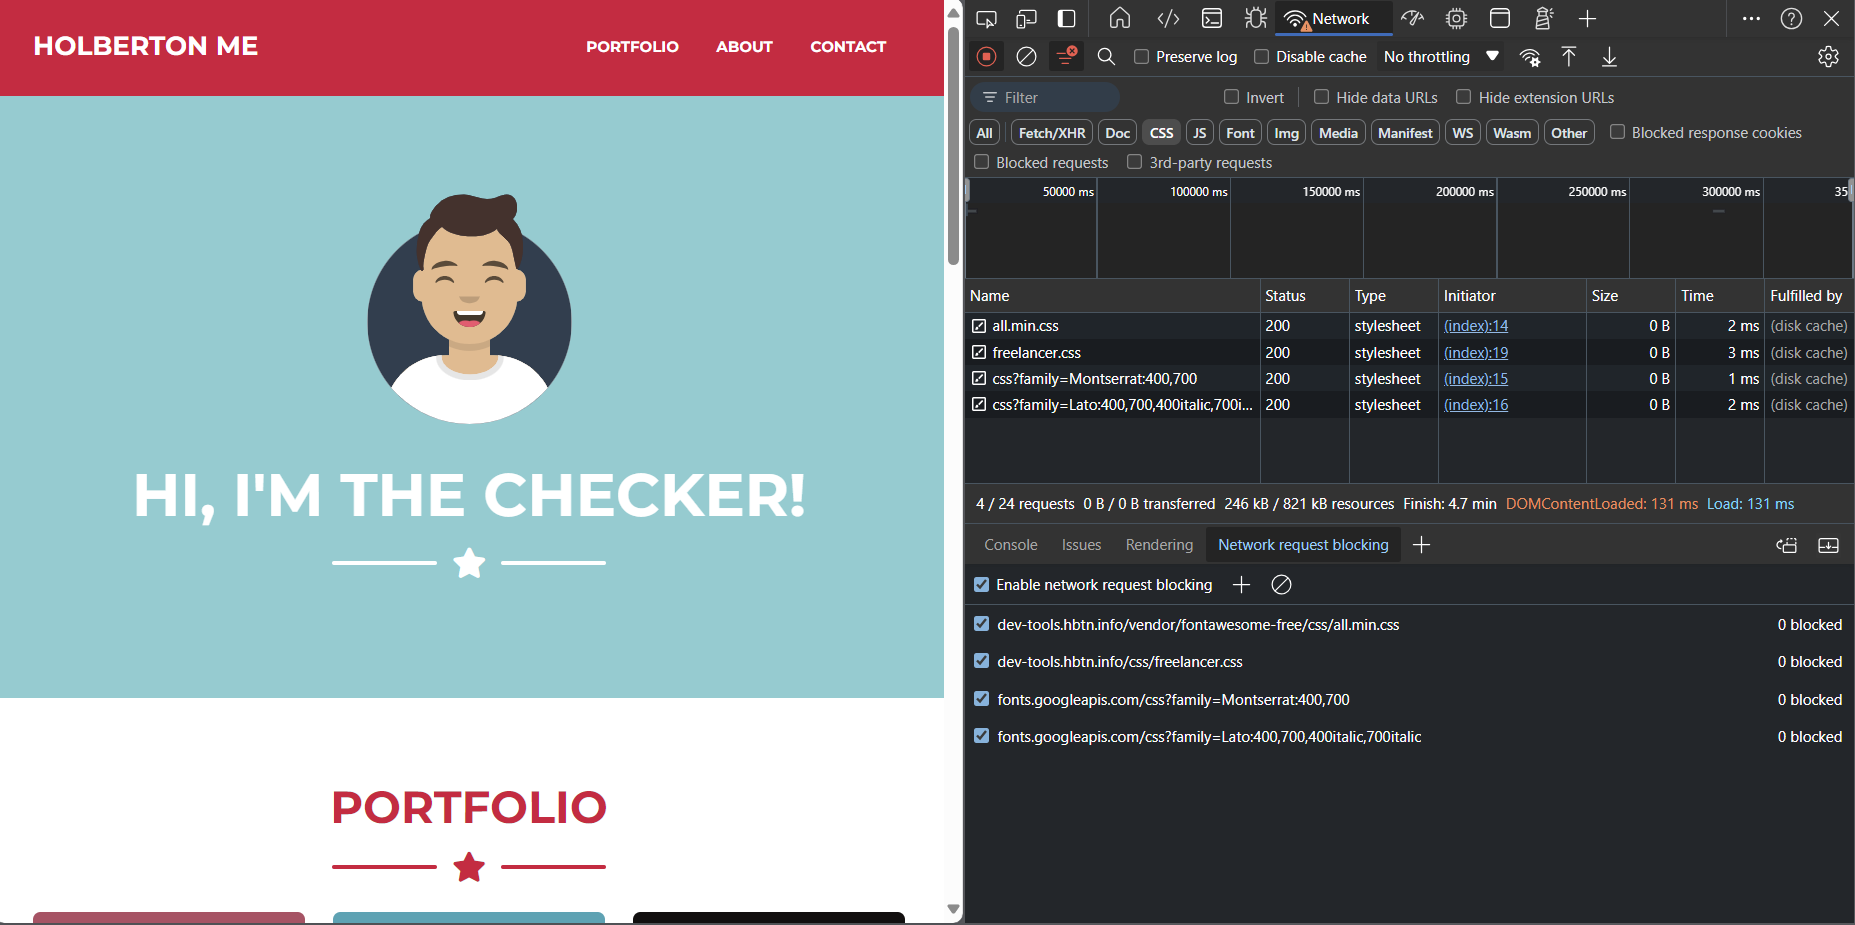 HOLBERTON ME
PORTFOLIO ABOUT CONTACT
HI, I'M THE CHECKER!
PORTFOLIO
Network
Preserve log Disable cache No throttling
Filter Invert Hide data URLs Hide extension URLs
All Fetch/XHR Doc CSS JS Font Img Media Manifest WS Wasm Other Blocked response cookies
Blocked requests 3rd-party requests
50000 ms 100000 ms 150000 ms 200000 ms 250000 ms 300000 ms 35
Name Status Type Initiator Size Time Fulfilled by
all.min.css 200 stylesheet (index):14 0 B 2 ms (disk cache)
freelancer.css 200 stylesheet (index):19 0 B 3 ms (disk cache)
css?family=Montserrat:400,700 200 stylesheet (index):15 0 B 1 ms (disk cache)
css?family=Lato:400,700,400italic,700i... 200 stylesheet (index):16 0 B 2 ms (disk cache)
4 / 24 requests 0 B / 0 B transferred 246 kB / 821 kB resources Finish: 4.7 min DOMContentLoaded: 131 ms Load: 131 ms
Console Issues Rendering Network request blocking
Enable network request blocking
dev-tools.hbtn.info/vendor/fontawesome-free/css/all.min.css 0 blocked
dev-tools.hbtn.info/css/freelancer.css 0 blocked
fonts.googleapis.com/css?family=Montserrat:400,700 0 blocked
fonts.googleapis.com/css?family=Lato:400,700,400italic,700italic 0 blocked